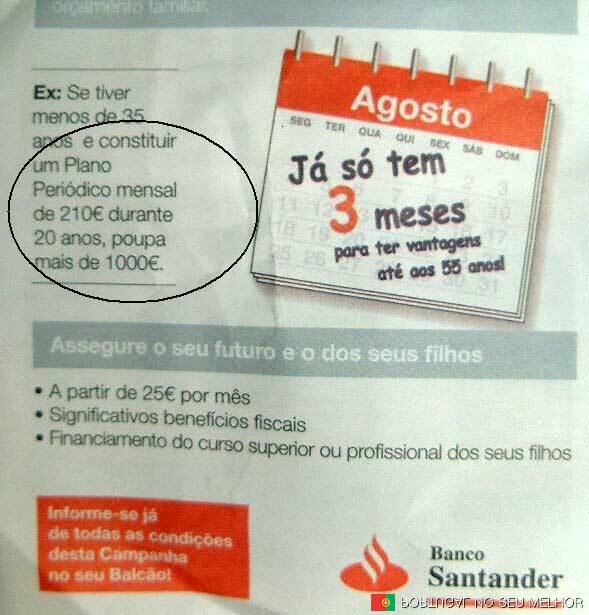 orçamento familiar.
Ex: Se tiver
menos de 35
anos e constituir
um Plano
Periódico mensal
de 210€ durante
20 anos, poupa
mais de 1000€.
Agosto
SEG TER QUA QUI SEX SÁB DOM
Já só tem
3 meses
para ter vantagens
até aos 55 anos!
Assegure o seu futuro e o dos seus filhos
• A partir de 25€ por mês
• Significativos benefícios fiscais
• Financiamento do curso superior ou profissional dos seus filhos
Informe-se já
de todas as condições
desta Campanha
no seu Balcão!
Banco
Santander
PORTUGAL NO SEU MELHOR